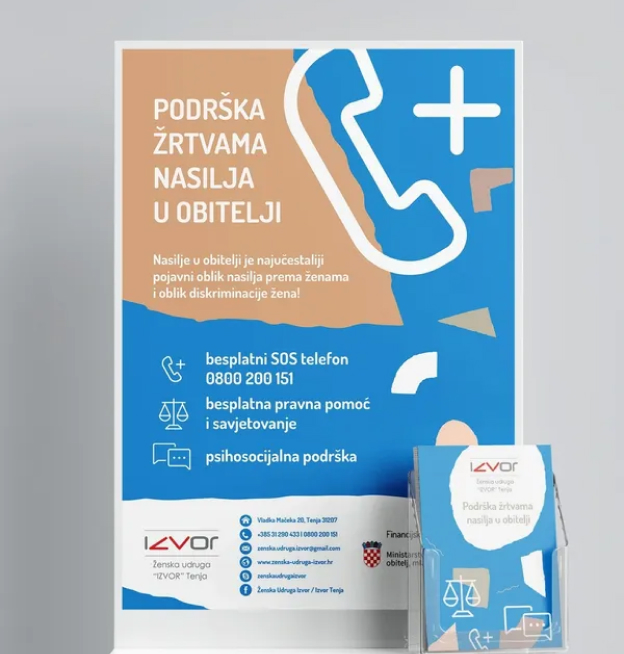 PODRŠKA
ŽRTVAMA
NASILJA
U OBITELJI
Nasilje u obitelji je najučestaliji
pojavni oblik nasilja prema ženama
i oblik diskriminacije žena!
besplatni SOS telefon
0800 200 151
besplatna pravna pomoć
i savjetovanje
psihosocijalna podrška
IZVOR
Ženska udruga
"IZVOR" Tenja
Vladka Mačeka 20, Tenja 31207
+385 31 290 433 | 0800 200 151
zenska.udruga.izvor@gmail.com
www.zenska-udruga-izvor.hr
zenskaudrugaizvor
Ženska Udruga Izvor / Izvor Tenja
obitelj,
IZVOR
Ženska udruga
"IZVOR" Tenja
Podrška žrtvama
nasilja u obitelji